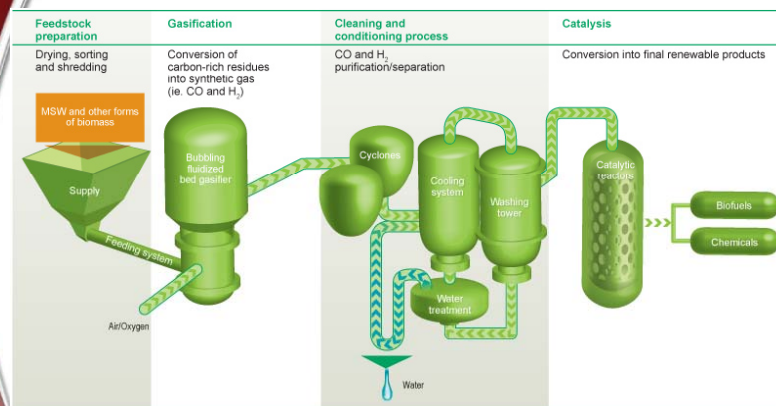 Feedstock
preparation
Gasification
Cleaning and
conditioning process
Catalysis
Drying, sorting
and shredding
Conversion of
carbon-rich residues
into synthetic gas
(ie. CO and H₂)
CO and H₂
purification/separation
Conversion into final renewable products
MSW and other forms
of biomass
Supply
Feeding system
Air/Oxygen
Bubbling
fluidized
bed gasifier
Cyclones
Cooling
system
Washing
tower
Water
treatment
Water
Catalytic
reactors
Biofuels
Chemicals